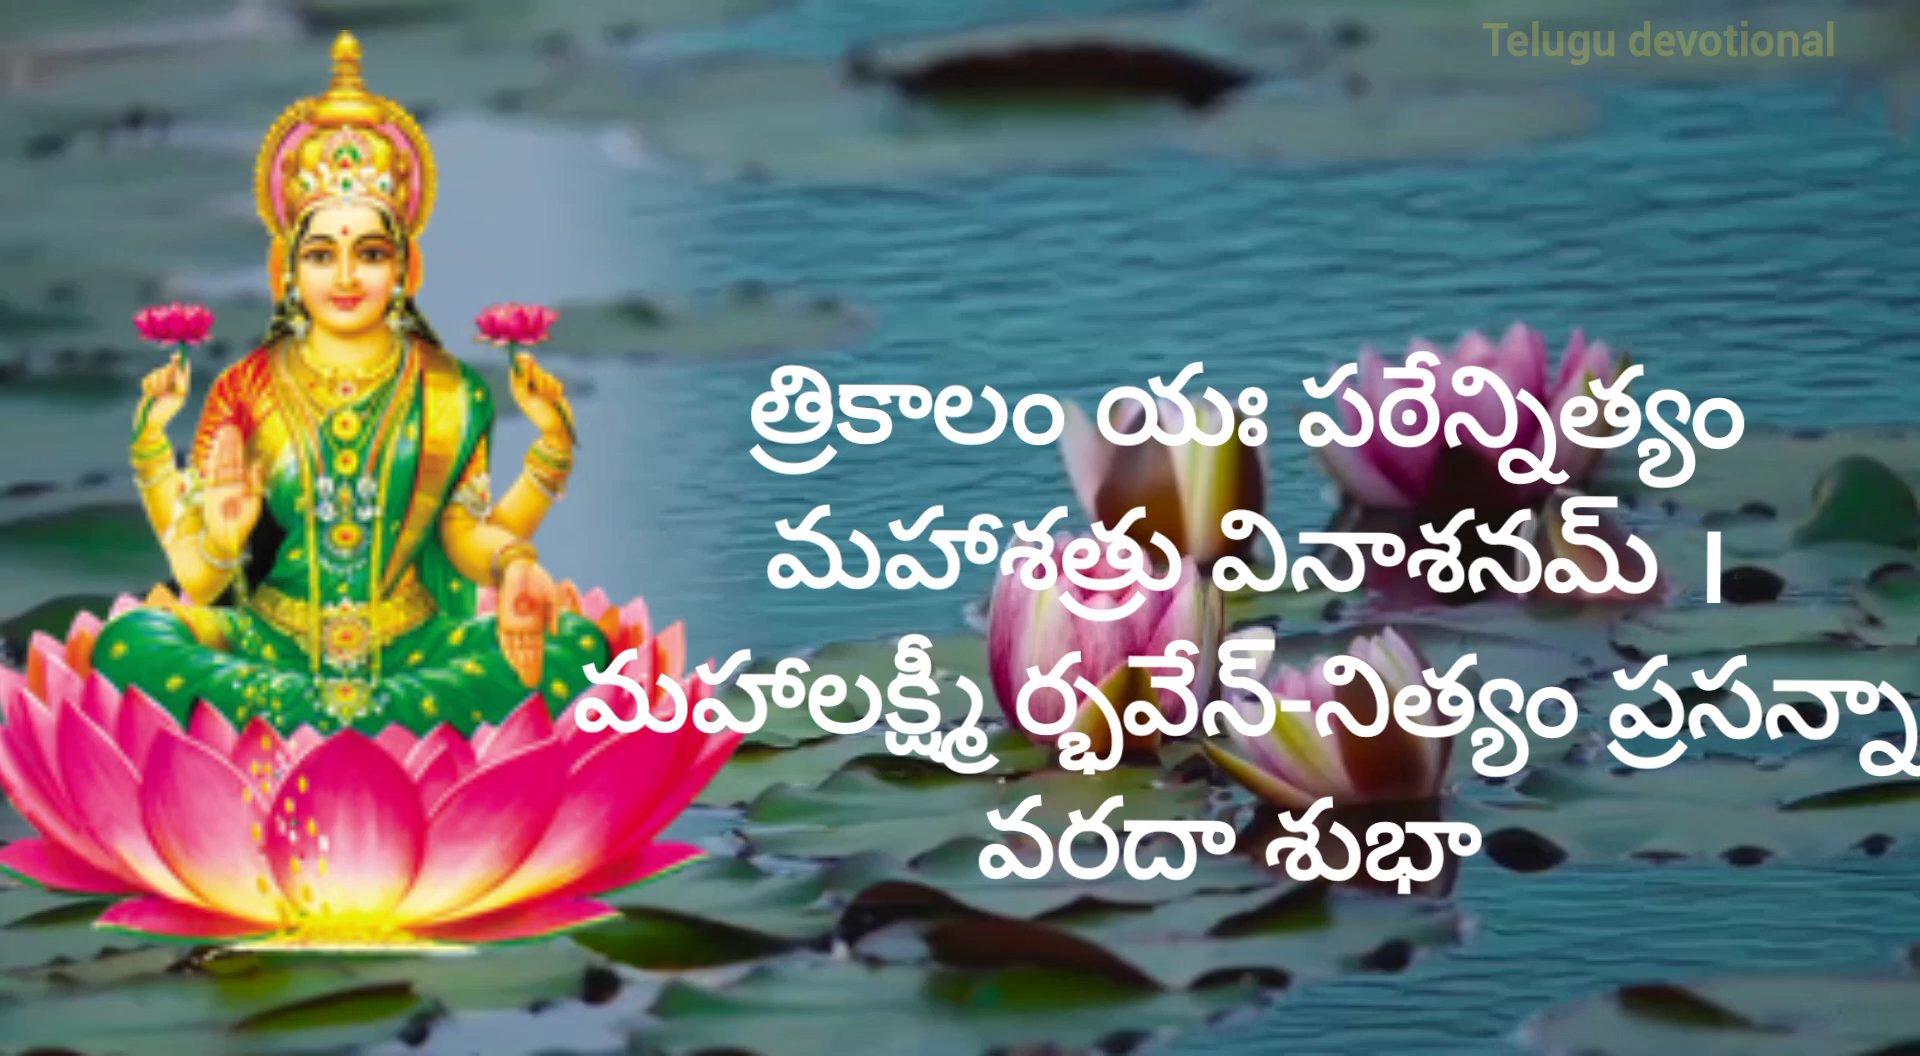 Telugu devotional
త్రికాలం యః పఠేన్నిత్యం
మహాశత్రు వినాశనమ్ ।
మహాలక్ష్మీ ర్భవేన్-నిత్యం ప్రసన్నా
వరదా శుభా